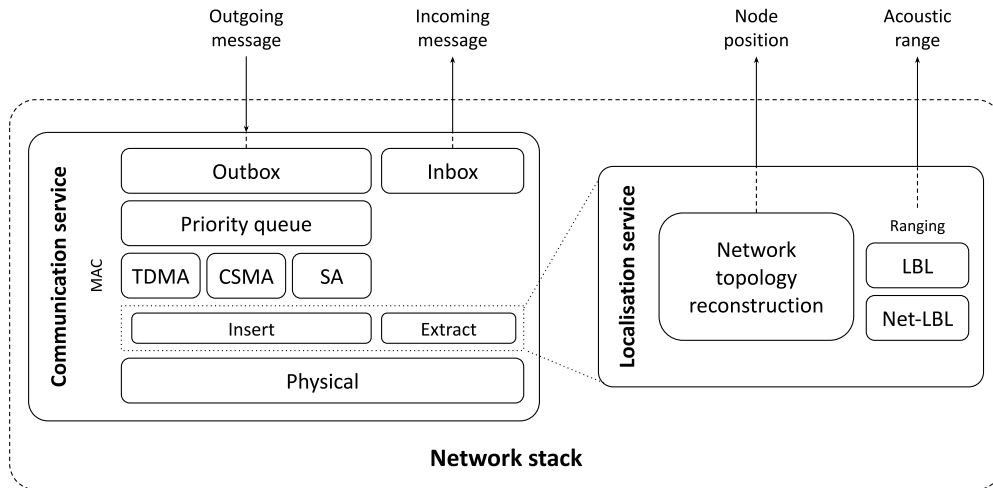 Outgoing
message
Incoming
message
Node
position
Acoustic
range
Communication service
MAC
Outbox
Inbox
Priority queue
TDMA
CSMA
SA
Insert
Extract
Physical
Localisation service
Network
topology
reconstruction
Ranging
LBL
Net-LBL
Network stack